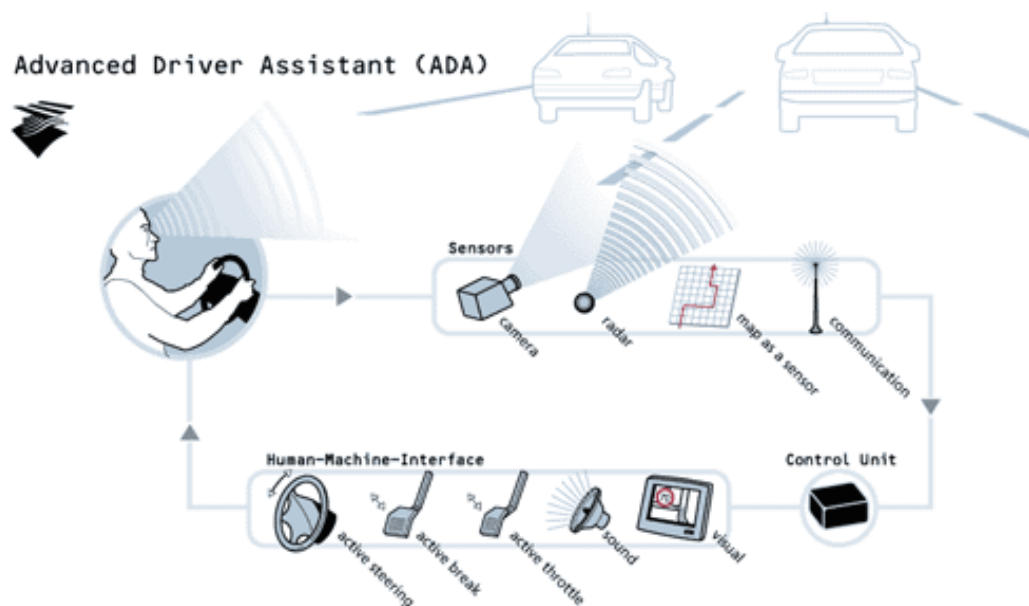 Advanced Driver Assistant (ADA)
Sensors
camera
radar
map as a sensor
communication
Human-Machine-Interface
Control Unit
active steering
active break
active throttle
sound
visual